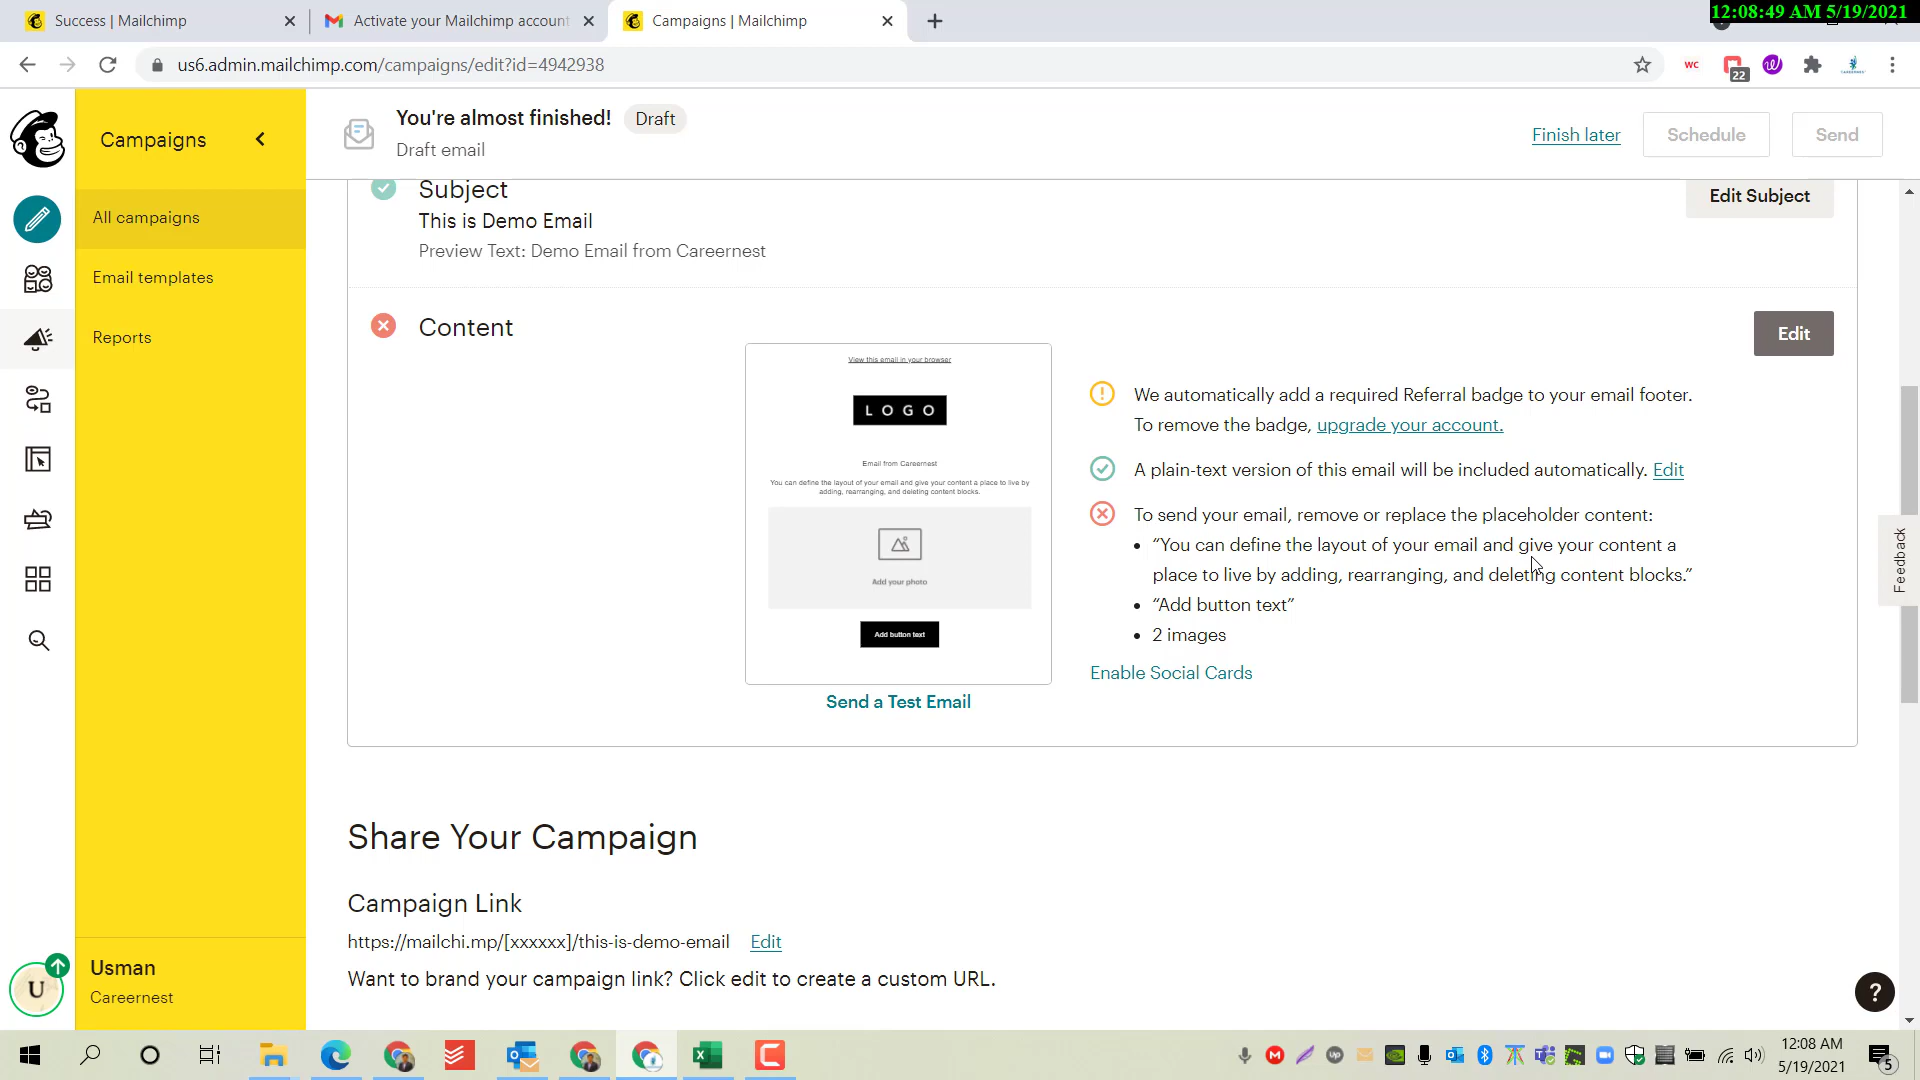 12:08:49 AM 5/19/2021
Success | Mailchimp
Activate your Mailchimp account
Campaigns | Mailchimp
us6.admin.mailchimp.com/campaigns/edit?id=4942938
WC
22
Campaigns
You're almost finished!
Draft
Draft email
Finish later
Schedule
Send
All campaigns
Email templates
Reports
Subject
This is Demo Email
Preview Text: Demo Email from Careernest
Edit Subject
Content
Edit
View this email in your browser
LOGO
Email from Careernest
You can define the layout of your email and give your content a place to live by
adding, rearranging, and deleting content blocks.
Add your photo
Add button text
Send a Test Email
We automatically add a required Referral badge to your email footer.
To remove the badge, upgrade your account.
A plain-text version of this email will be included automatically. Edit
To send your email, remove or replace the placeholder content:
• “You can define the layout of your email and give your content a
place to live by adding, rearranging, and deleting content blocks.”
• “Add button text”
• 2 images
Enable Social Cards
Feedback
Share Your Campaign
Campaign Link
https://mailchi.mp/[xxxxxx]/this-is-demo-email Edit
Want to brand your campaign link? Click edit to create a custom URL.
U
Usman
Careernest
?
12:08 AM
5/19/2021
5